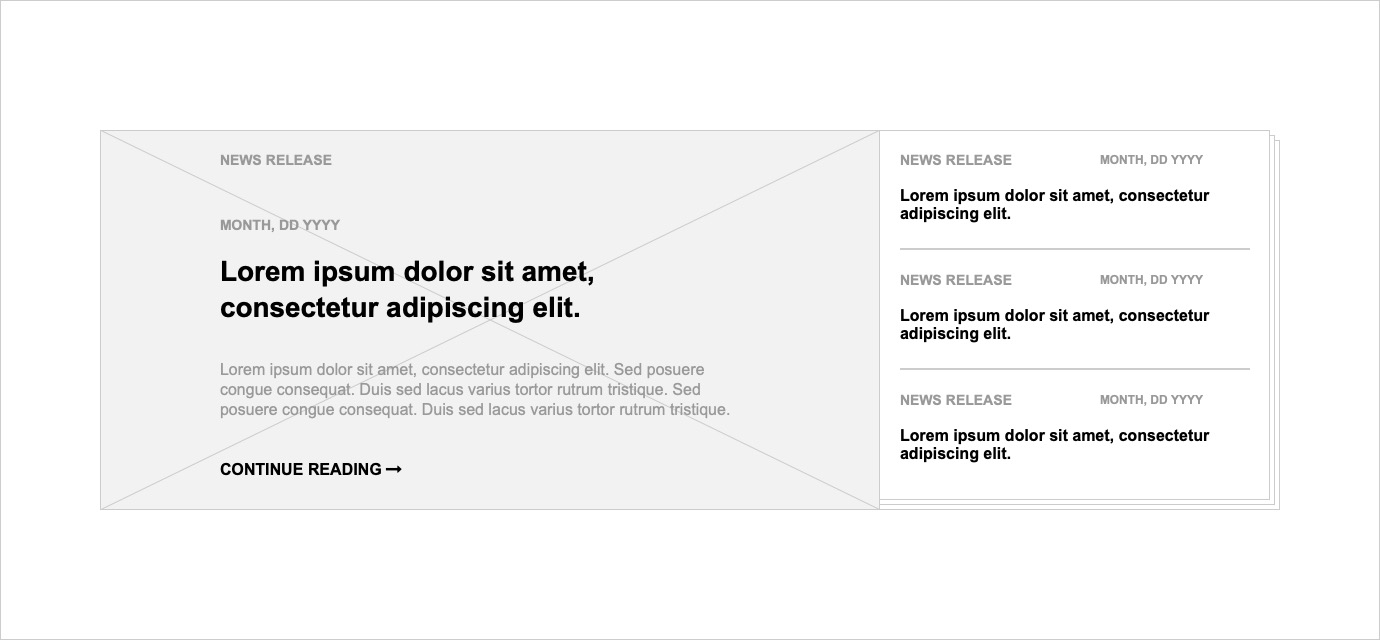 NEWS RELEASE
MONTH, DD YYYY
Lorem ipsum dolor sit amet,
consectetur adipiscing elit.
Lorem ipsum dolor sit amet, consectetur adipiscing elit. Sed posuere
congue consequat. Duis sed lacus varius tortor rutrum tristique. Sed
posuere congue consequat. Duis sed lacus varius tortor rutrum tristique.
CONTINUE READING ➞
NEWS RELEASE MONTH, DD YYYY
Lorem ipsum dolor sit amet, consectetur
adipiscing elit.
NEWS RELEASE MONTH, DD YYYY
Lorem ipsum dolor sit amet, consectetur
adipiscing elit.
NEWS RELEASE MONTH, DD YYYY
Lorem ipsum dolor sit amet, consectetur
adipiscing elit.